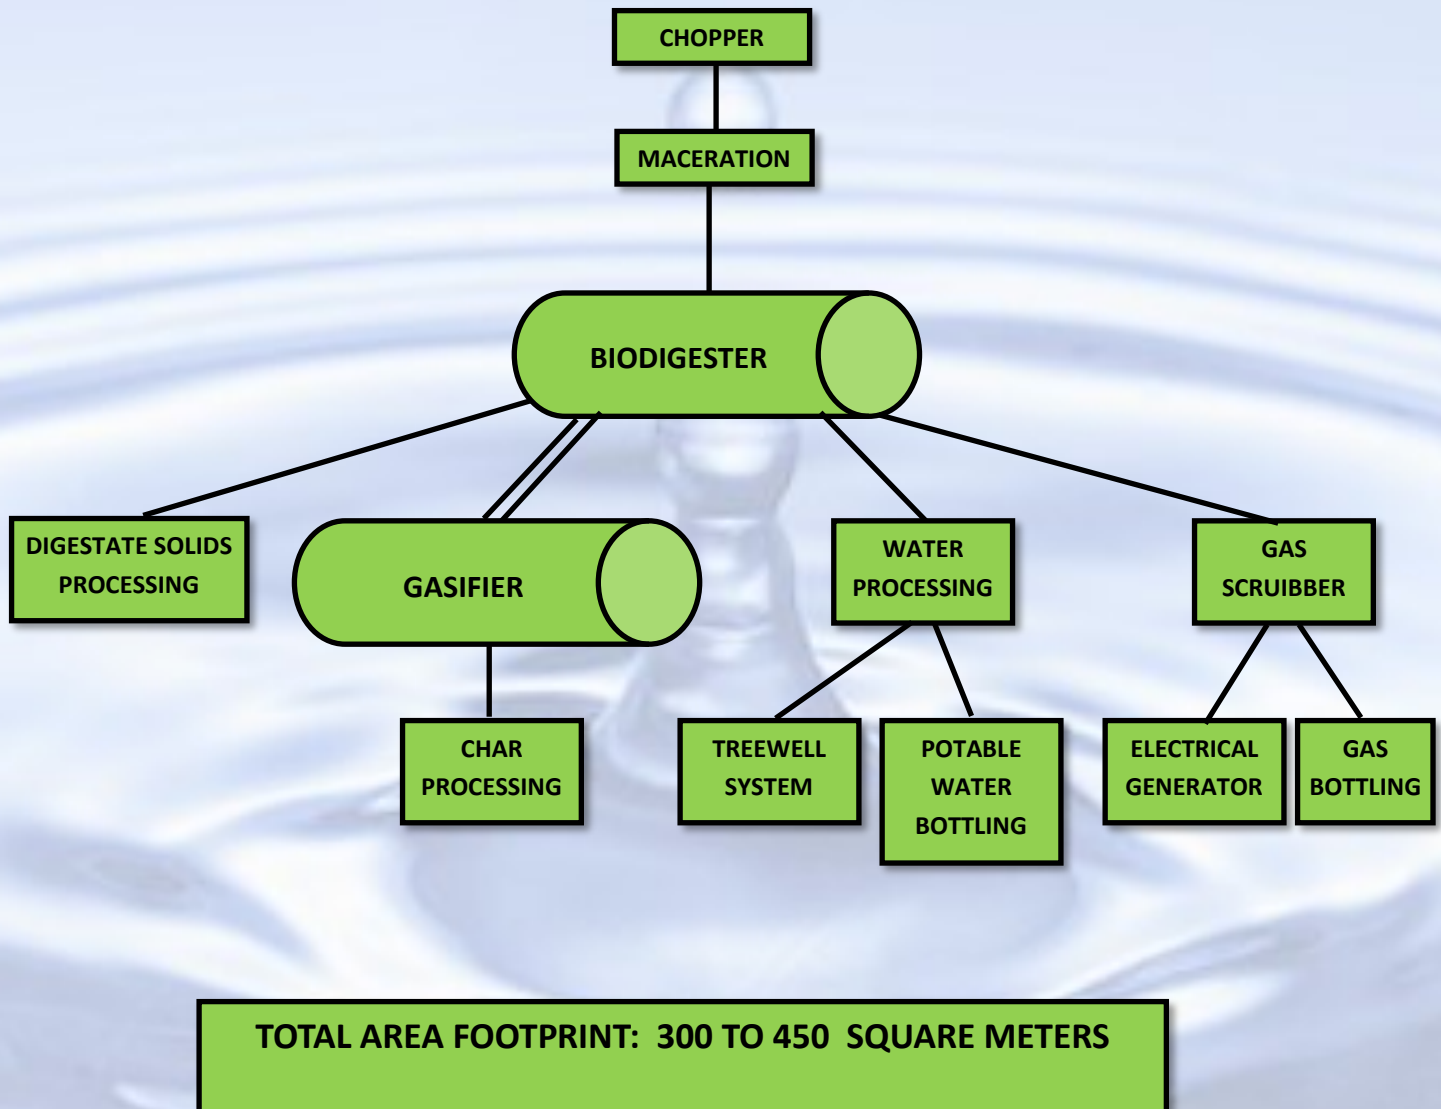 CHOPPER
MACERATION
BIODIGESTER
DIGESTATE SOLIDS
PROCESSING
GASIFIER
WATER
PROCESSING
GAS
SCRUIBBER
CHAR
PROCESSING
TREEWELL
SYSTEM
POTABLE
WATER
BOTTLING
ELECTRICAL
GENERATOR
GAS
BOTTLING
TOTAL AREA FOOTPRINT: 300 TO 450 SQUARE METERS